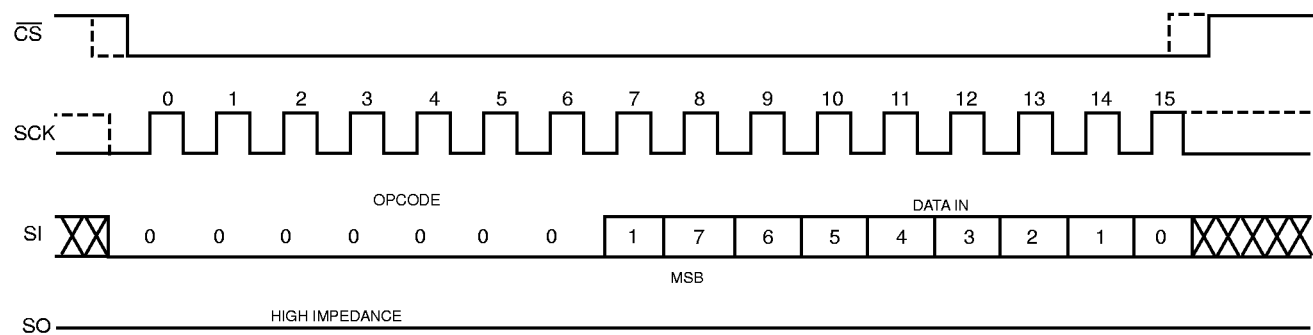 CS
0 1 2 3 4 5 6 7 8 9 10 11 12 13 14 15
SCK
OPCODE DATA IN
SI 0 0 0 0 0 0 0 1 7 6 5 4 3 2 1 0
MSB
HIGH IMPEDANCE
SO